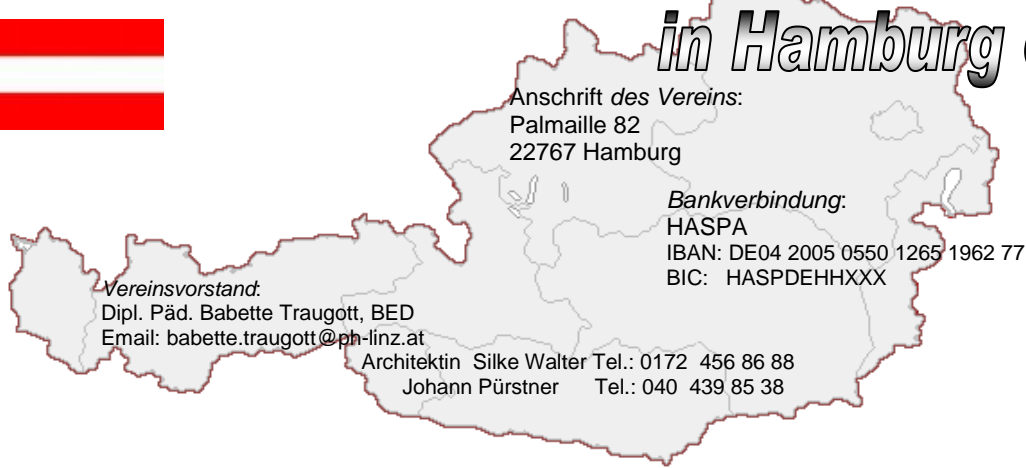 in Hamburg
Anschrift des Vereins:
Palmaille 82
22767 Hamburg
Bankverbindung:
HASPA
IBAN: DE04 2005 0550 1265 1962 77
BIC: HASPDEHHXXX
Vereinsvorstand:
Dipl. Päd. Babette Traugott, BED
Email: babette.traugott@ph-linz.at
Architektin Silke Walter Tel.: 0172 456 86 88
Johann Pürstner Tel.: 040 439 85 38